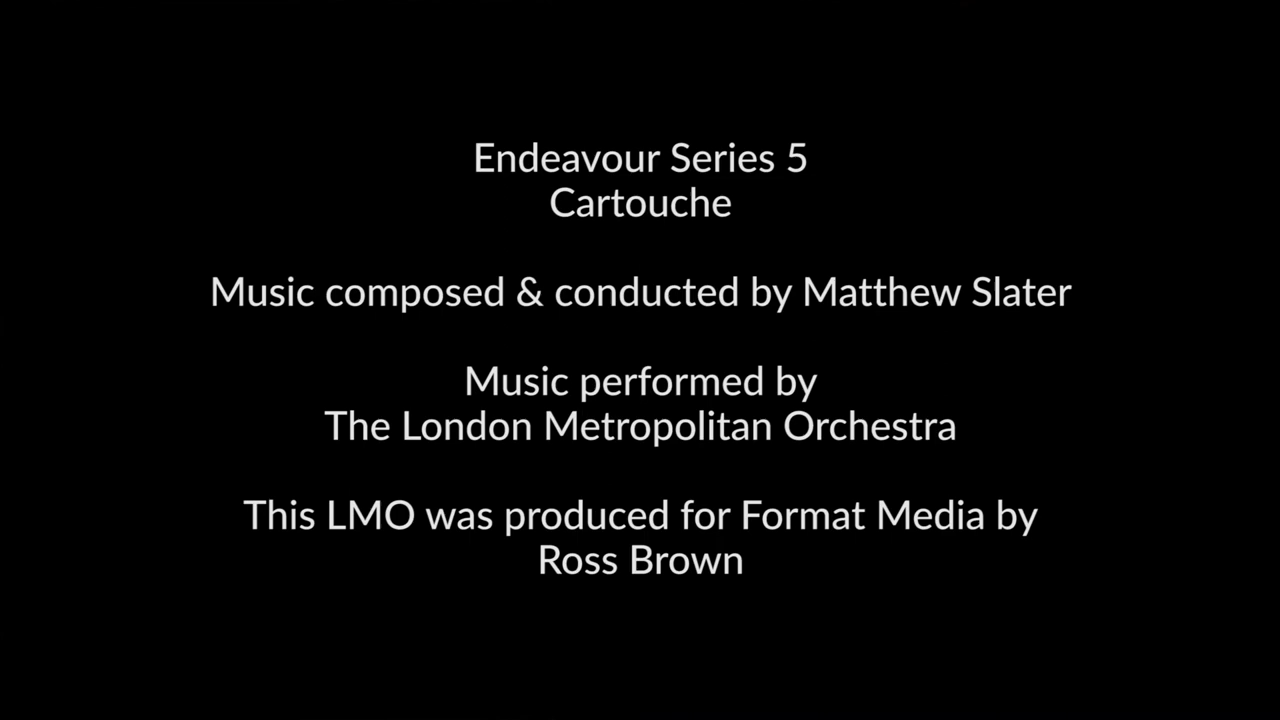 Endeavour Series 5
Cartouche
Music composed & conducted by Matthew Slater
Music performed by
The London Metropolitan Orchestra
This LMO was produced for Format Media by
Ross Brown